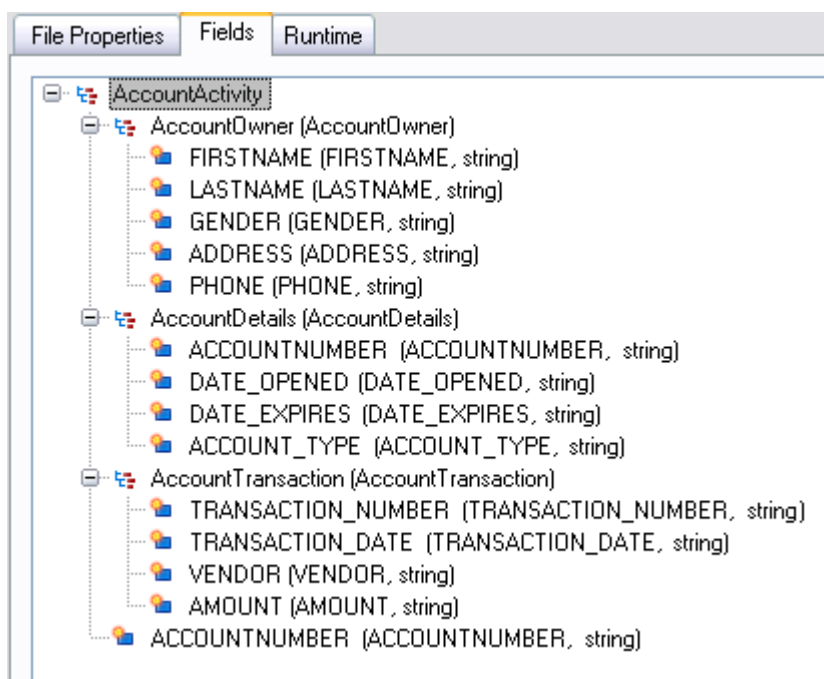 File Properties Fields Runtime
AccountActivity
AccountOwner (AccountOwner)
FIRSTNAME (FIRSTNAME, string)
LASTNAME (LASTNAME, string)
GENDER (GENDER, string)
ADDRESS (ADDRESS, string)
PHONE (PHONE, string)
AccountDetails (AccountDetails)
ACCOUNTNUMBER (ACCOUNTNUMBER, string)
DATE_OPENED (DATE_OPENED, string)
DATE_EXPIRES (DATE_EXPIRES, string)
ACCOUNT_TYPE (ACCOUNT_TYPE, string)
AccountTransaction (AccountTransaction)
TRANSACTION_NUMBER (TRANSACTION_NUMBER, string)
TRANSACTION_DATE (TRANSACTION_DATE, string)
VENDOR (VENDOR, string)
AMOUNT (AMOUNT, string)
ACCOUNTNUMBER (ACCOUNTNUMBER, string)